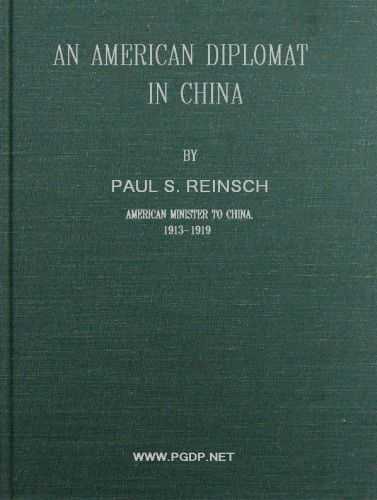 AN AMERICAN DIPLOMAT
IN CHINA
BY
PAUL S. REINSCH
AMERICAN MINISTER TO CHINA,
1913-1919
WWW.PGDP.NET